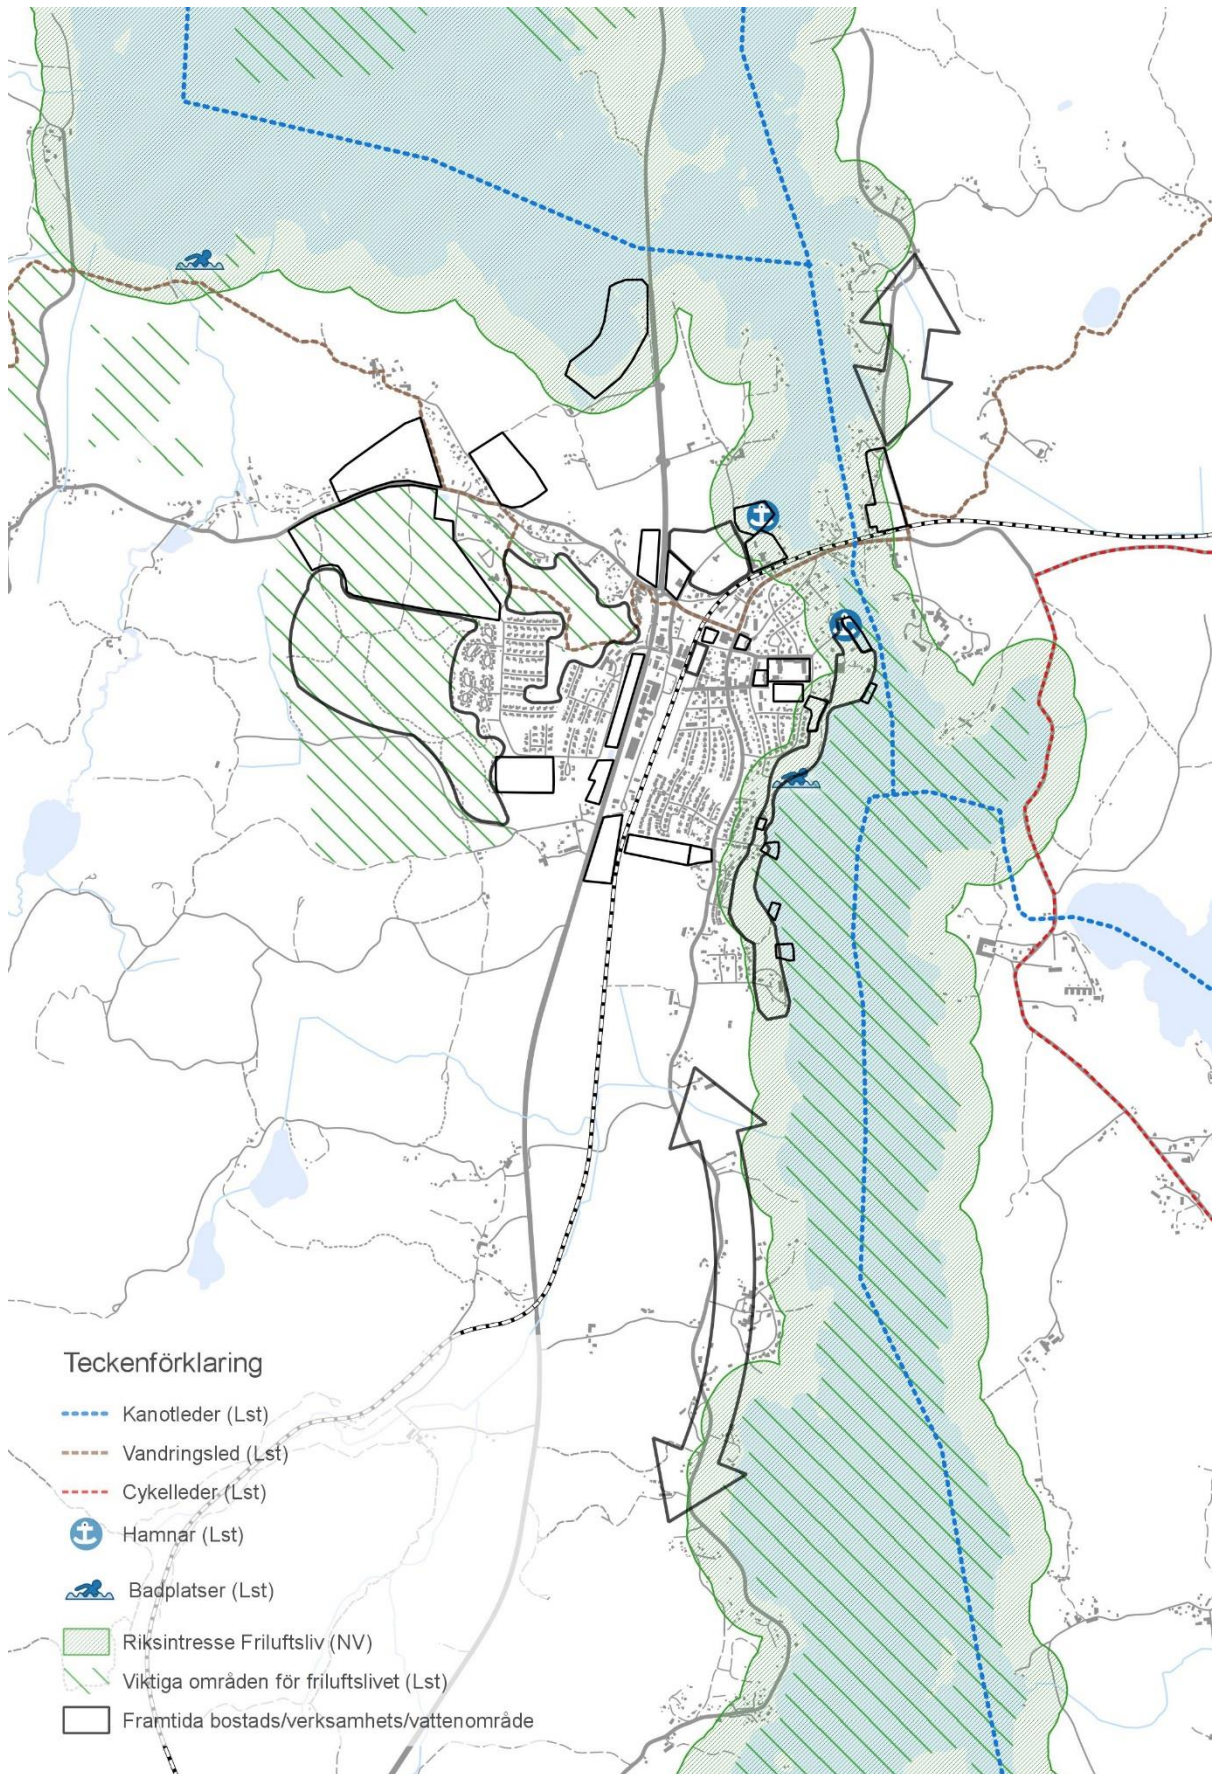 Teckenförklaring
Kanotleder (Lst)
Vandringsled (Lst)
Cykelleder (Lst)
Hamnar (Lst)
Badplatser (Lst)
Riksintresse Friluftsliv (NV)
Viktiga områden för friluftslivet (Lst)
Framtida bostads/verksamhets/vattenområde